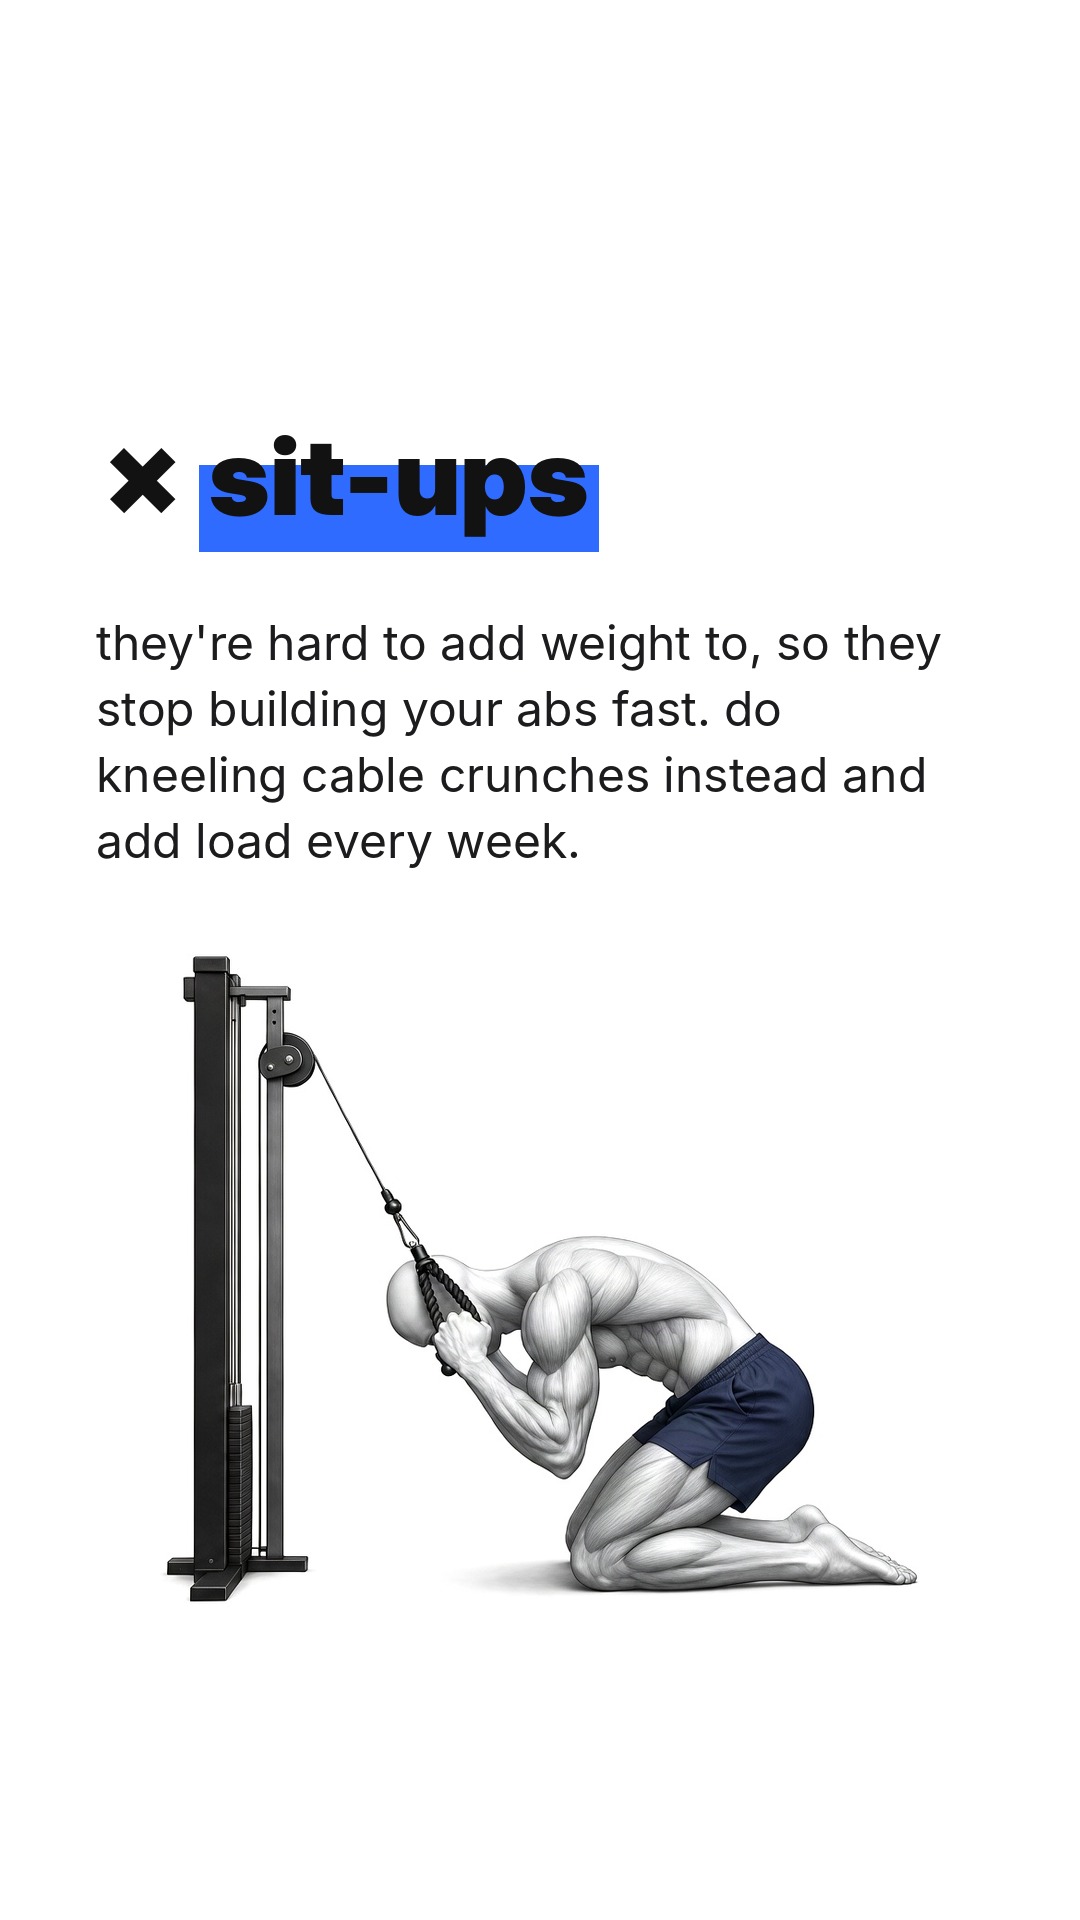 ✖ sit-ups
they're hard to add weight to, so they
stop building your abs fast. do
kneeling cable crunches instead and
add load every week.